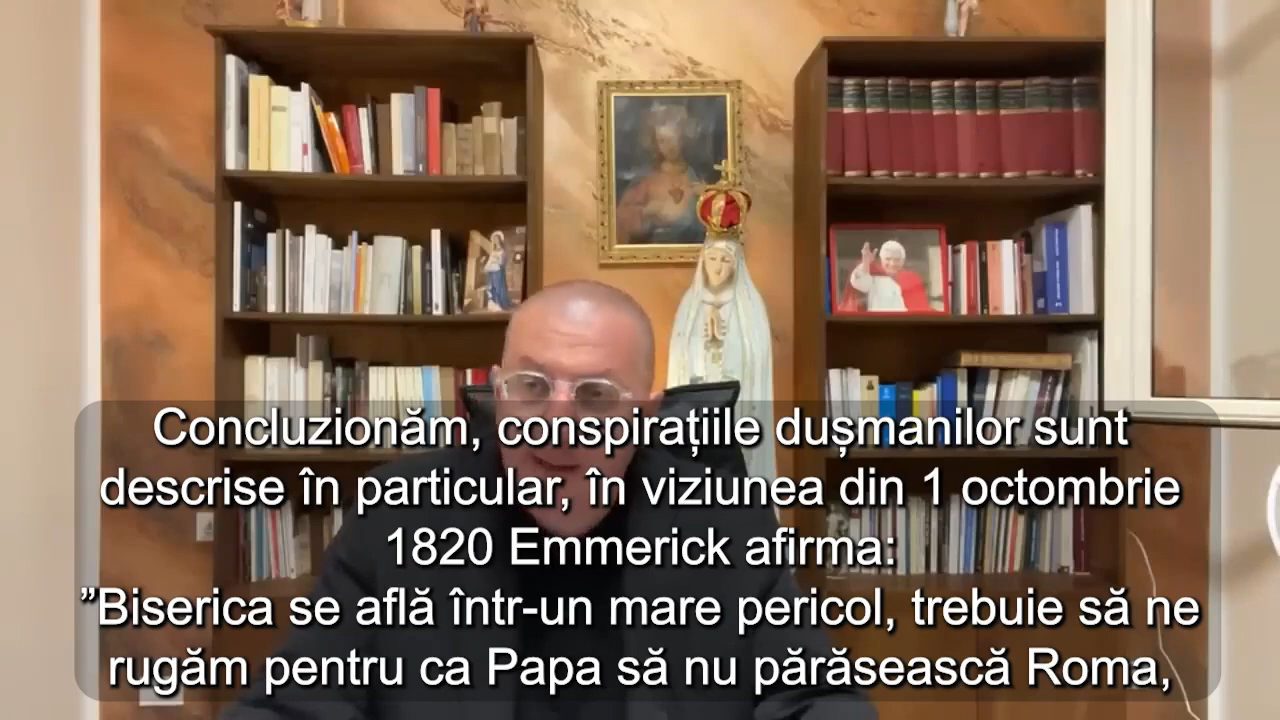 Concluzionăm, conspirațiile dușmanilor sunt
descrise în particular, în viziunea din 1 octombrie
1820 Emmerick afirma:
”Biserica se află într-un mare pericol, trebuie să ne
rugăm pentru ca Papa să nu părăsească Roma,